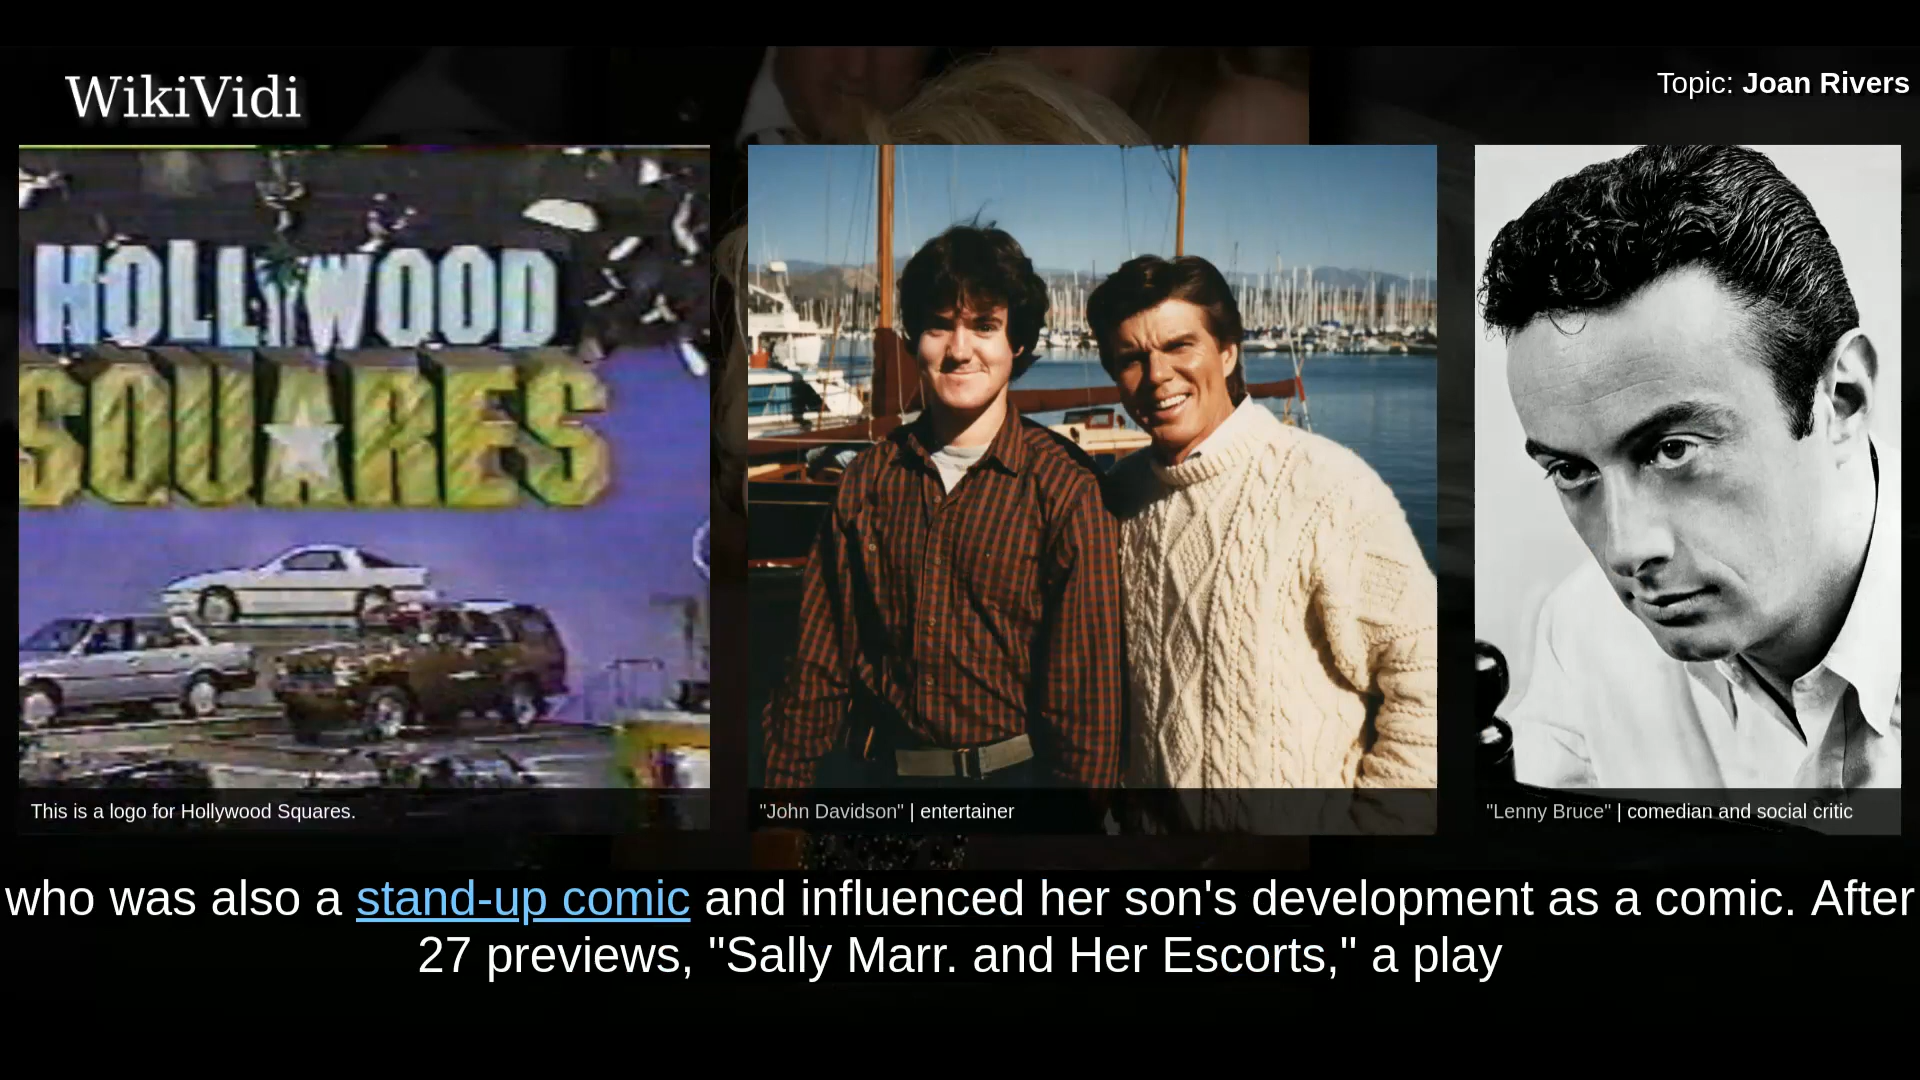 WikiVidi
Topic: Joan Rivers
HOLLYWOOD
SQUARES
This is a logo for Hollywood Squares.
"John Davidson" | entertainer
"Lenny Bruce" | comedian and social critic
who was also a stand-up comic and influenced her son's development as a comic. After
27 previews, "Sally Marr. and Her Escorts," a play